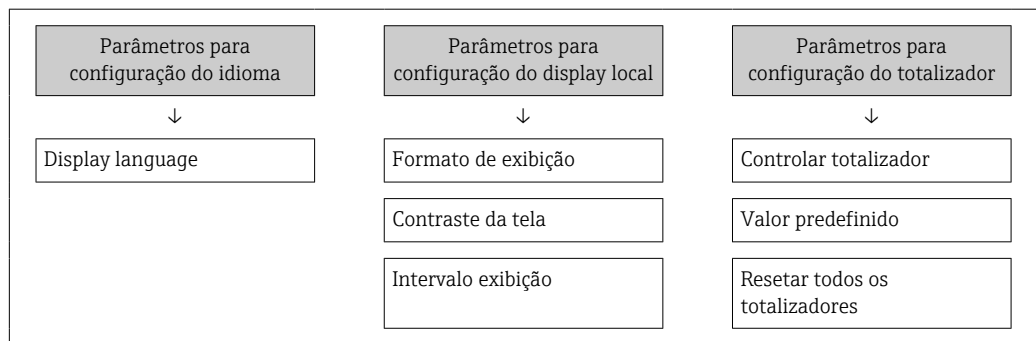 Parâmetros para
configuração do idioma
↓
Display language
Parâmetros para
configuração do display local
↓
Formato de exibição
Contraste da tela
Intervalo exibição
Parâmetros para
configuração do totalizador
↓
Controlar totalizador
Valor predefinido
Resetar todos os
totalizadores